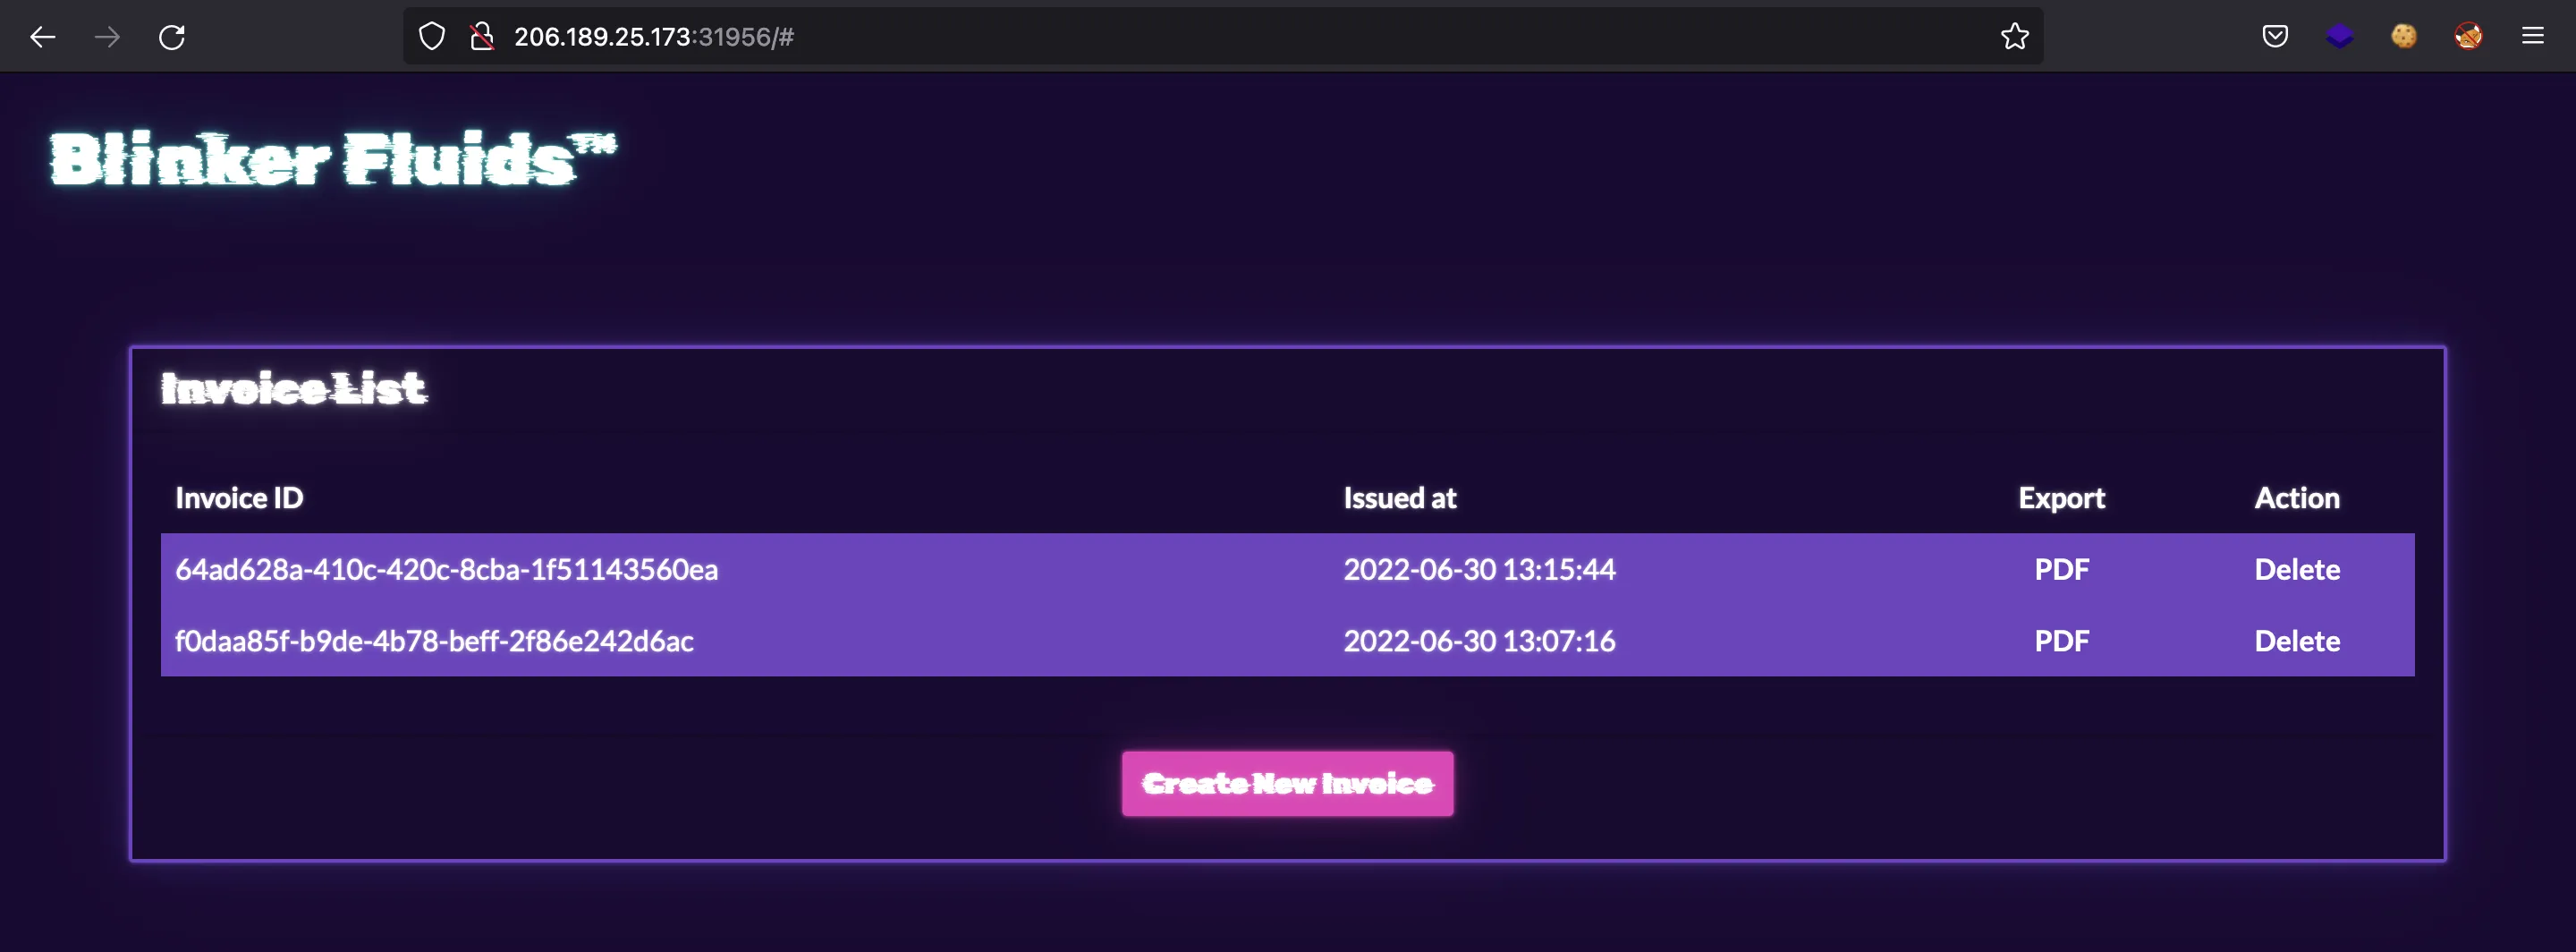 206.189.25.173:31956/#
Blinker Fluids™
Invoice List
Invoice ID Issued at Export Action
64ad628a-410c-420c-8cba-1f51143560ea 2022-06-30 13:15:44 PDF Delete
f0daa85f-b9de-4b78-beff-2f86e242d6ac 2022-06-30 13:07:16 PDF Delete
Create New Invoice